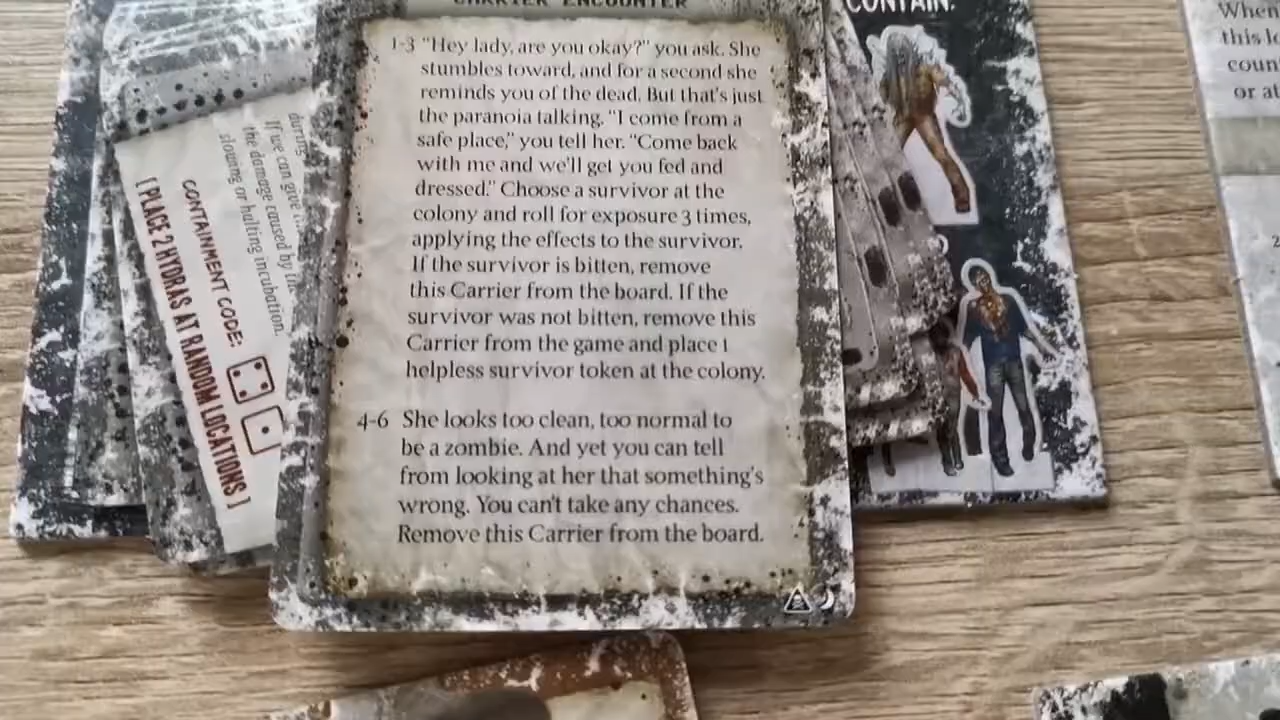 CARRIER ENCOUNTER
1-3 "Hey lady, are you okay?" you ask. She
stumbles toward, and for a second she
reminds you of the dead. But that's just
the paranoia talking. "I come from a
safe place," you tell her. "Come back
with me and we'll get you fed and
dressed." Choose a survivor at the
colony and roll for exposure 3 times,
applying the effects to the survivor.
If the survivor is bitten, remove
this Carrier from the board. If the
survivor was not bitten, remove this
Carrier from the game and place 1
helpless survivor token at the colony.
4-6 She looks too clean, too normal to
be a zombie. And yet you can tell
from looking at her that something's
wrong. You can't take any chances.
Remove this Carrier from the board.
during
If we can give
the damage caused by the
slowing or halting incubation.
CONTAINMENT CODE:
[PLACE 2 HYDRAS AT RANDOM LOCATIONS]
CONTAIN:
When
this
or at
2